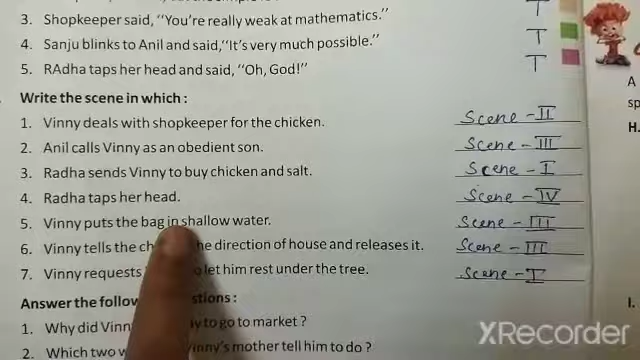 3. Shopkeeper said, "You're really weak at mathematics." T
4. Sanju blinks to Anil and said,"It's very much possible." T
5. RAdha taps her head and said, "Oh, God!" T
Write the scene in which :
1. Vinny deals with shopkeeper for the chicken. Scene - II
2. Anil calls Vinny as an obedient son. Scene - III
3. Radha sends Vinny to buy chicken and salt. Scene - I
4. Radha taps her head. Scene - IV
5. Vinny puts the bag in shallow water. Scene - III
6. Vinny tells the he direction of house and releases it. Scene - III
7. Vinny requests to let him rest under the tree. Scene - I
Answer the follow stions :
1. Why did Vinn to go to market ?
2. Which two Vinny's mother tell him to do ?
A
sp
H.
I.
XRecorder